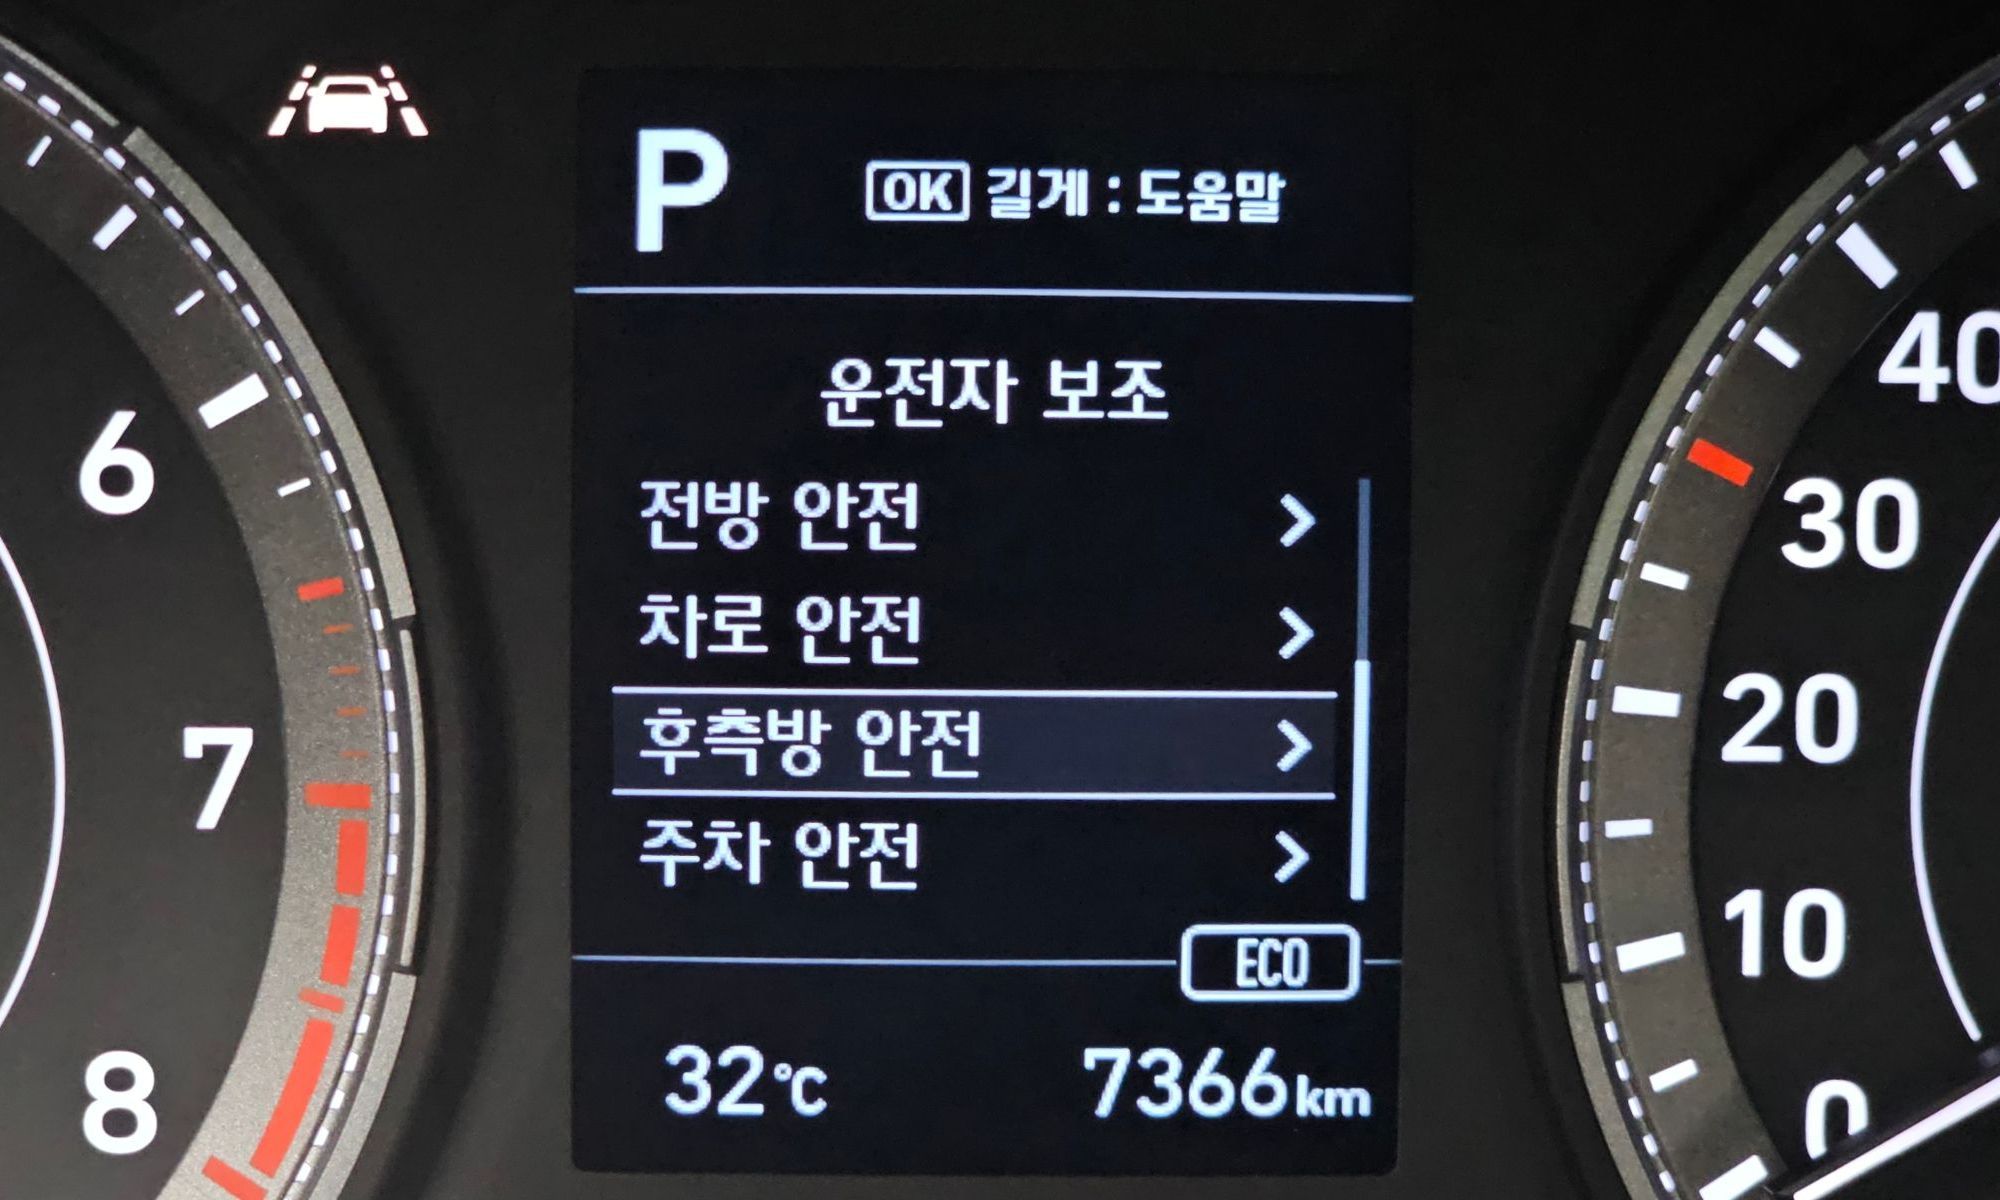 P
OK 길게 : 도움말
운전자 보조
전방 안전
차로 안전
후측방 안전
주차 안전
ECO
32℃
7366km
6
7
8
40
30
20
10
0